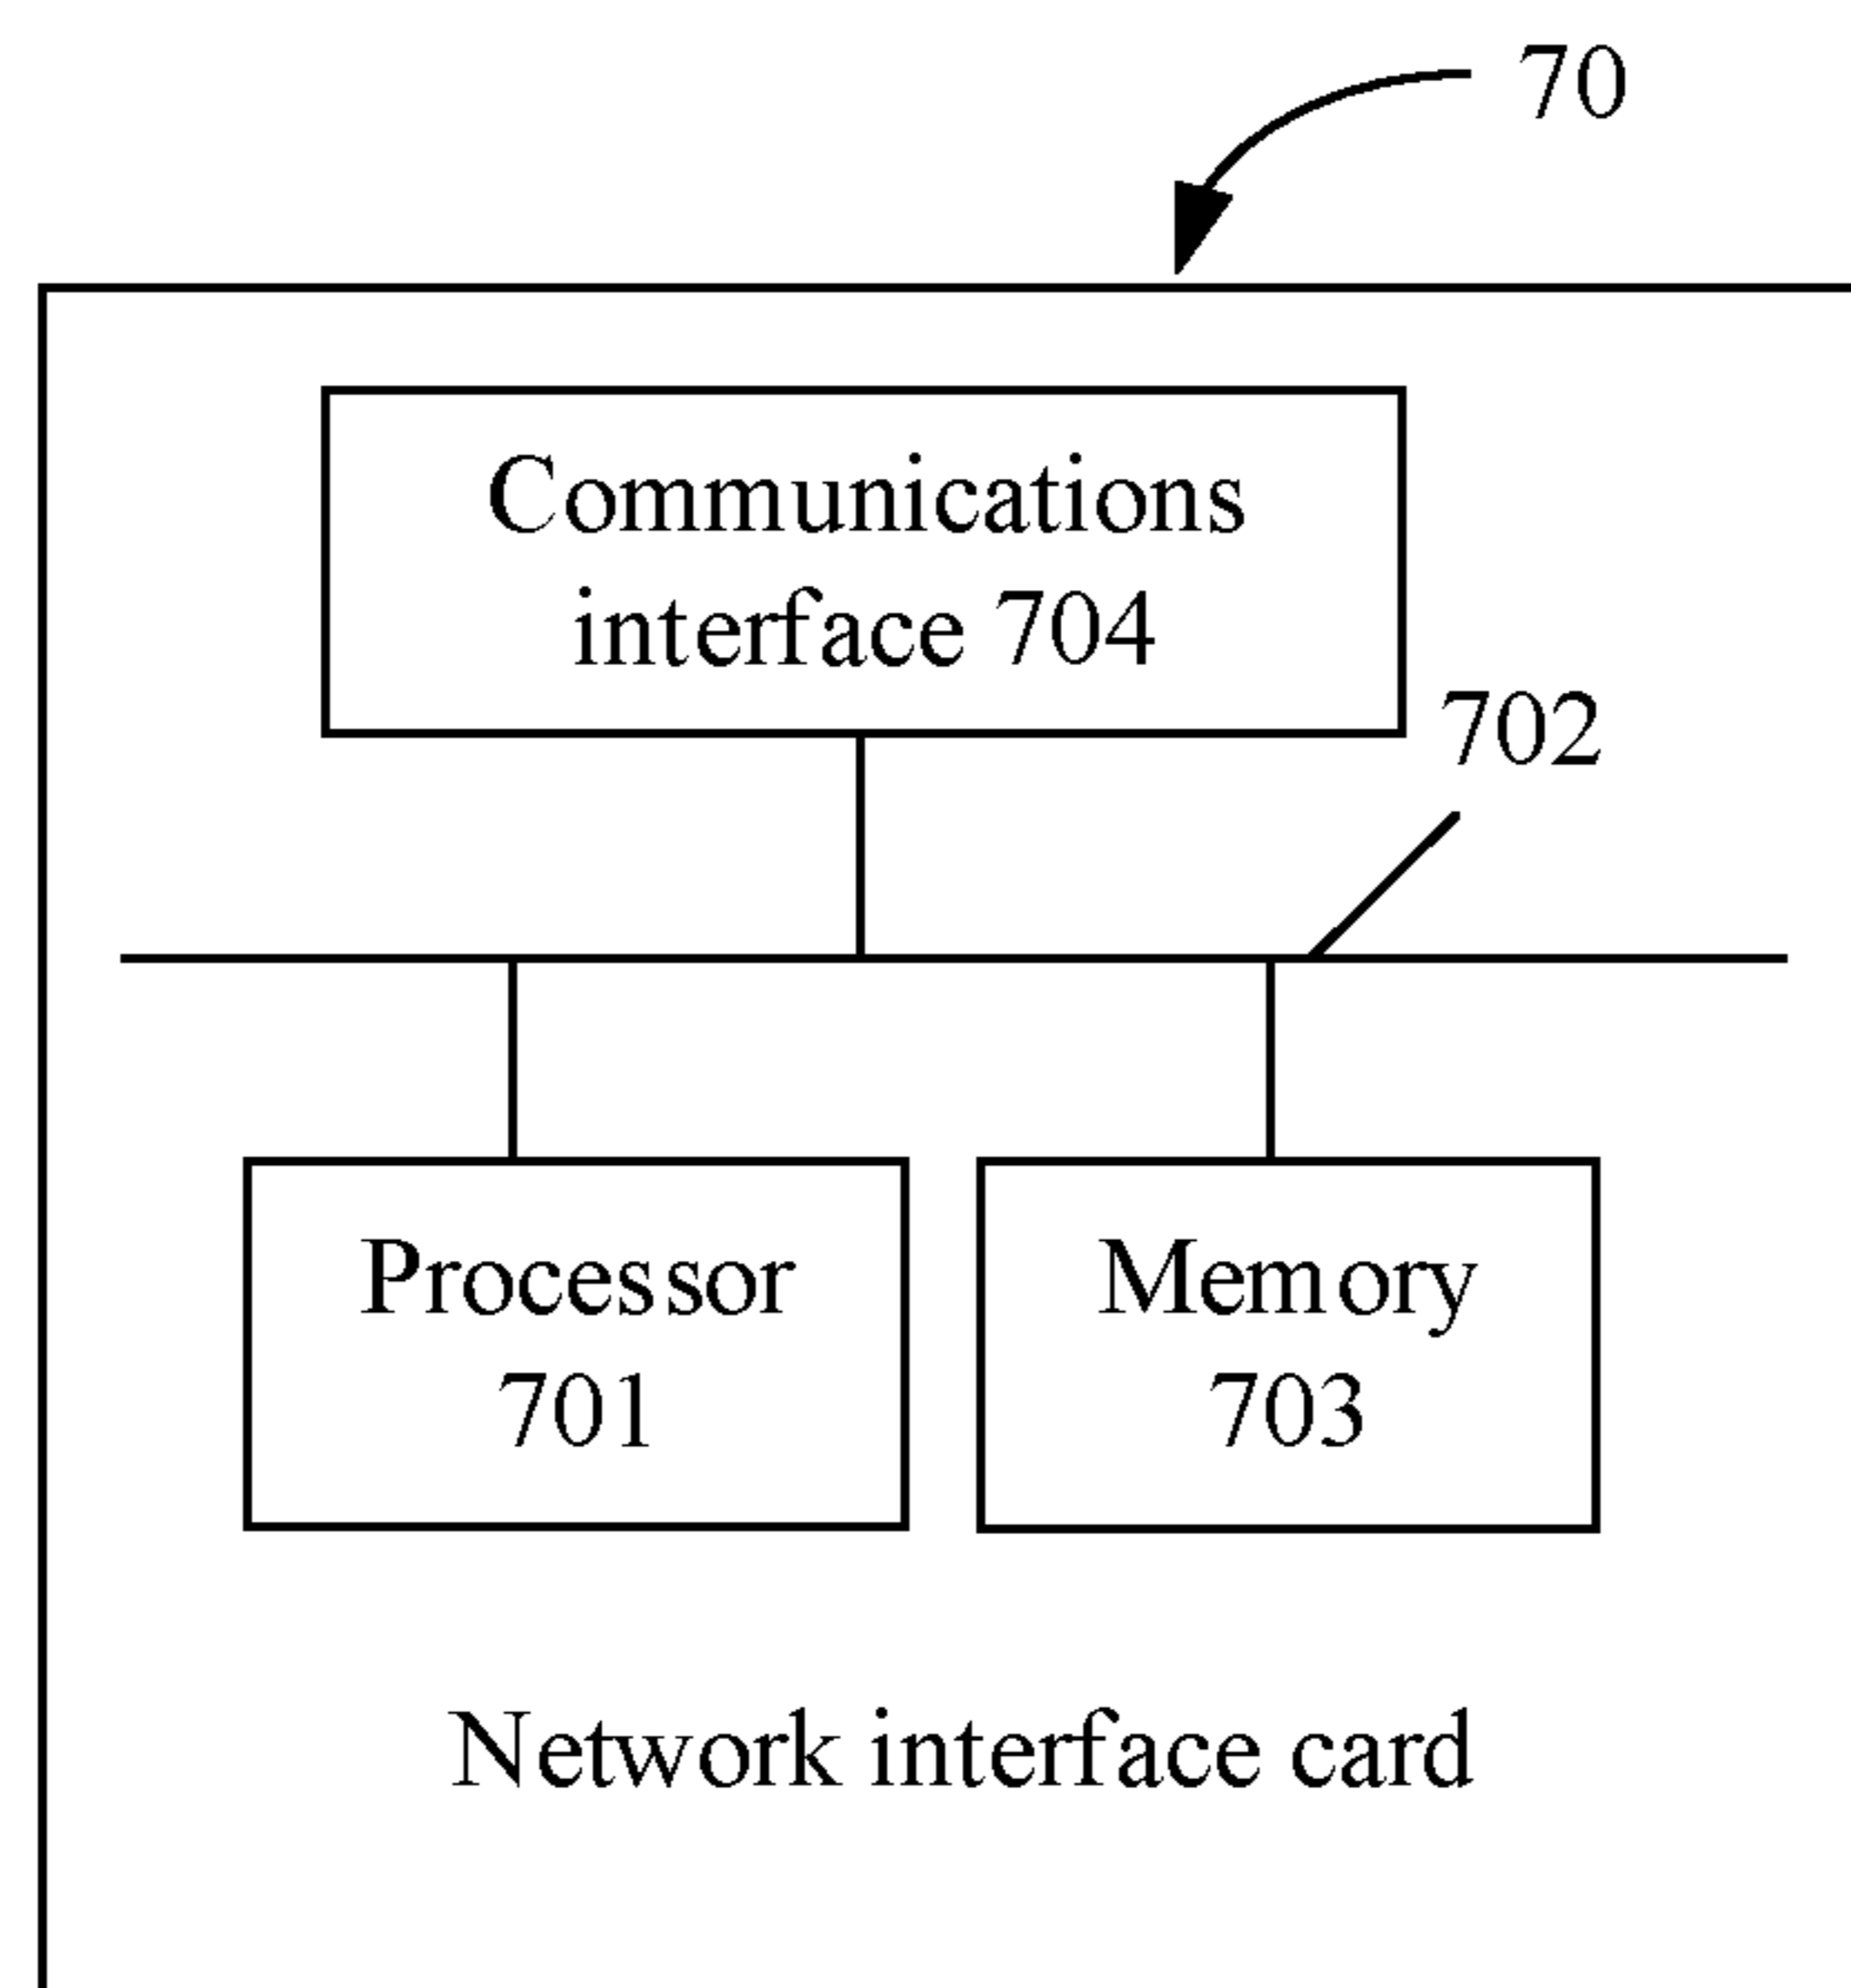 70
Communications
interface 704
702
Processor
701
Memory
703
Network interface card